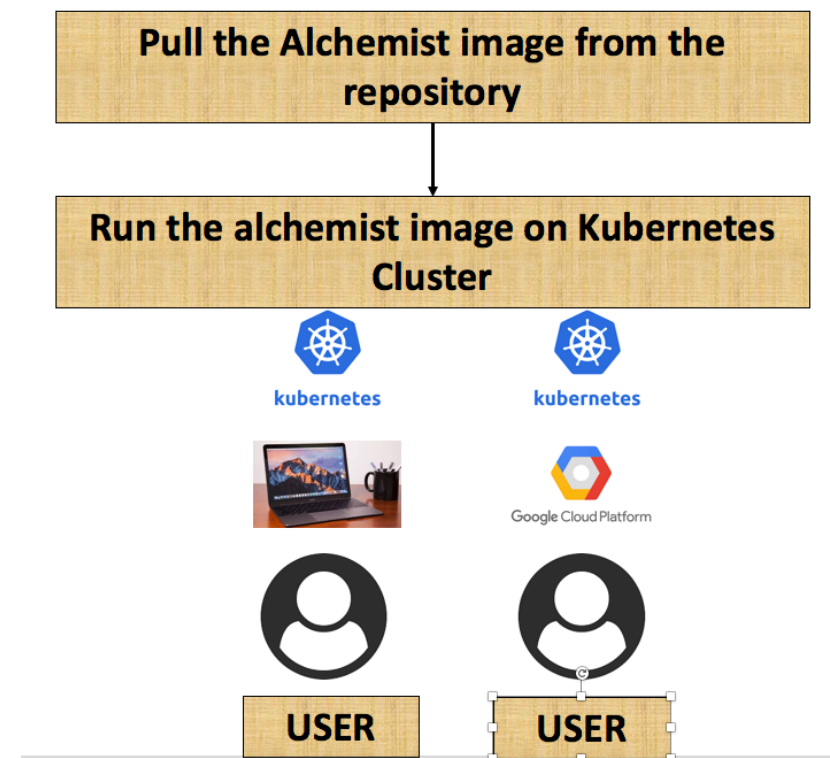 Pull the Alchemist image from the
repository
Run the alchemist image on Kubernetes
Cluster
kubernetes
kubernetes
Google Cloud Platform
USER
USER